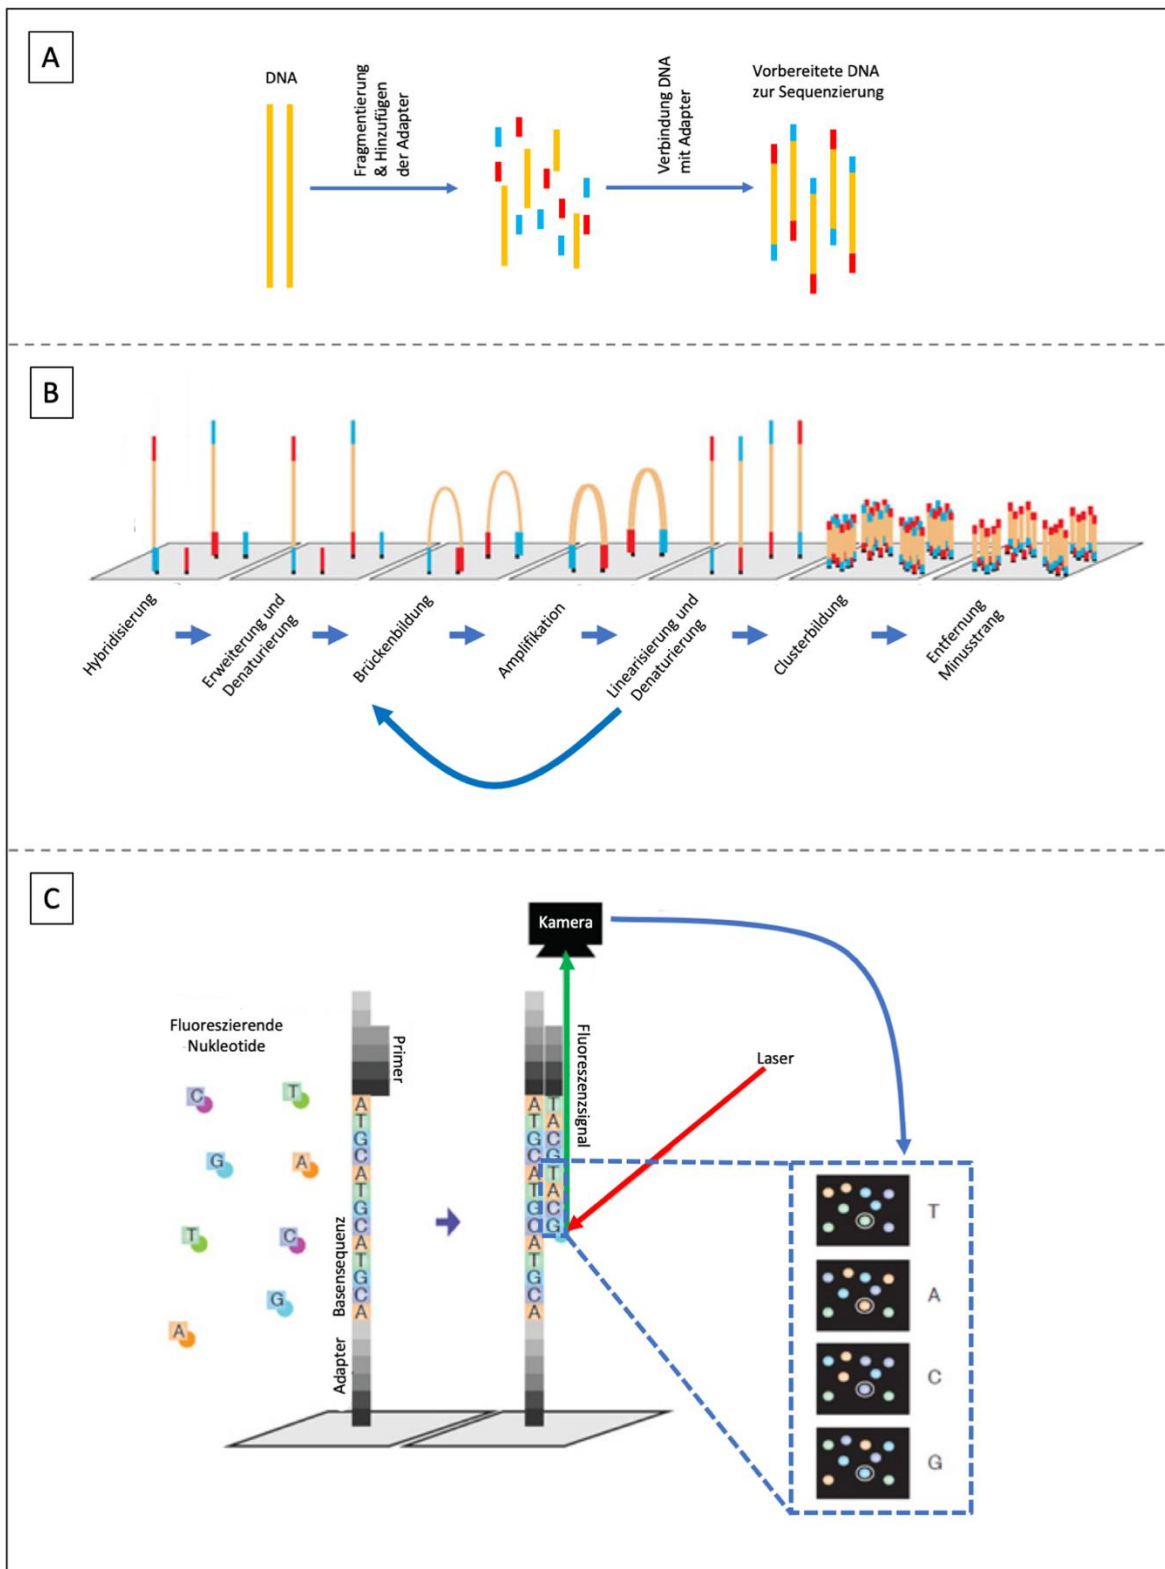 A
DNA
Fragmentierung
& Hinzufügen
der Adapter
Verbindung DNA
mit Adapter
Vorbereitete DNA
zur Sequenzierung
B
Hybridisierung
Erweiterung und
Denaturierung
Brückenbildung
Amplifikation
Linearisierung und
Denaturierung
Clusterbildung
Entfernung
Minusstrang
C
Kamera
Fluoreszierende
Nukleotide
C
T
G
A
T
C
G
A
Primer
Basensequenz
Adapter
ATGCATGCATGCA
ATGCATGCATGCA
TACGTACG
Fluoreszenzsignal
Laser
T
A
C
G